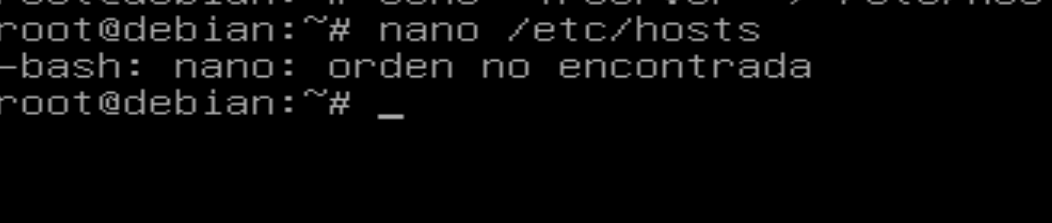 root@debian:~# nano /etc/hosts
-bash: nano: orden no encontrada
root@debian:~# _